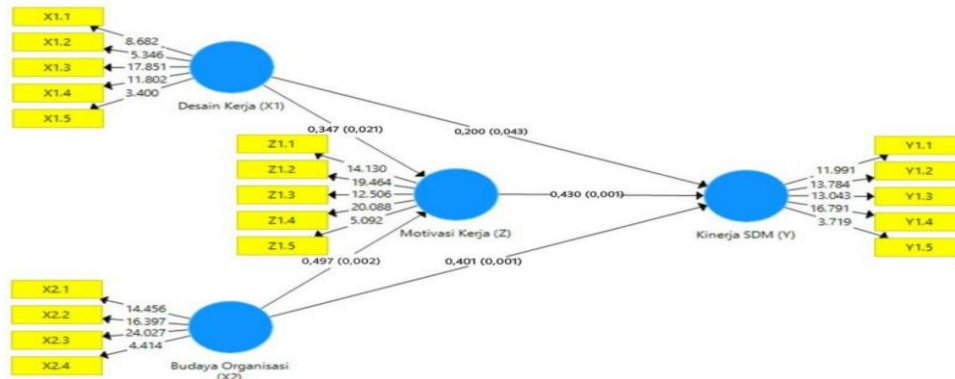 X1.1
X1.2
X1.3
X1.4
X1.5
8.682
5.346
17.851
11.802
3.400
Desain Kerja (X1)
0,347 (0,021)
0,200 (0,043)
Z1.1
Z1.2
Z1.3
Z1.4
Z1.5
14.130
19.464
12.506
20.088
5.092
Motivasi Kerja (Z)
0,430 (0,001)
Y1.1
Y1.2
Y1.3
Y1.4
Y1.5
11.991
13.784
13.043
16.791
3.719
Kinerja SDM (Y)
0,497 (0,002)
0,401 (0,001)
X2.1
X2.2
X2.3
X2.4
14.456
16.397
24.027
4.414
Budaya Organisasi
(X2)